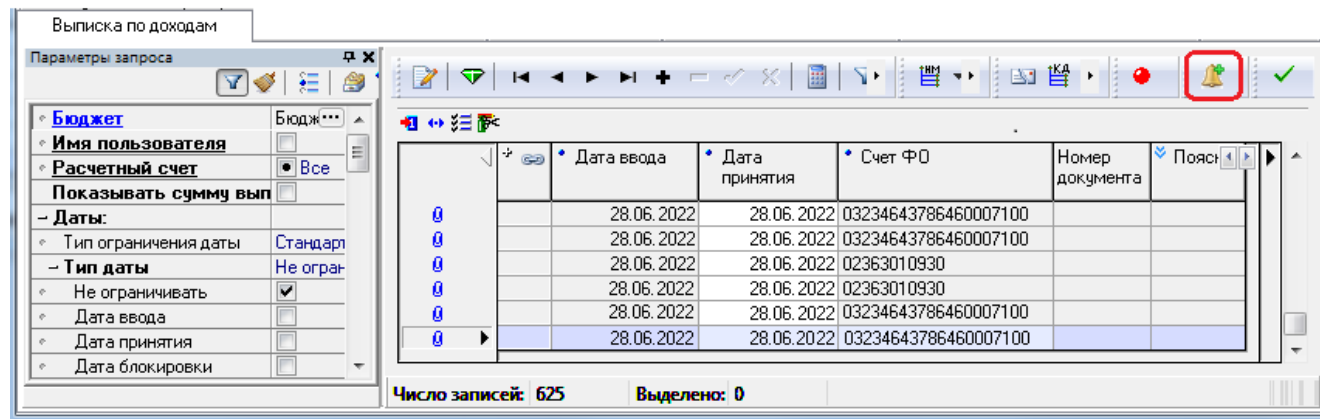 Выписка по доходам
Параметры запроса
Бюджет Бюдж...
Имя пользователя
Расчетный счет Все
Показывать сумму вып
Даты:
Тип ограничения даты Стандарт
Тип даты Не огран
Не ограничивать
Дата ввода
Дата принятия
Дата блокировки
НМ КД
Дата ввода Дата принятия Счет ФО Номер документа Поясн
28.06.2022 28.06.2022 03234643786460007100
28.06.2022 28.06.2022 03234643786460007100
28.06.2022 28.06.2022 02363010930
28.06.2022 28.06.2022 02363010930
28.06.2022 28.06.2022 03234643786460007100
28.06.2022 28.06.2022 03234643786460007100
Число записей: 625 Выделено: 0